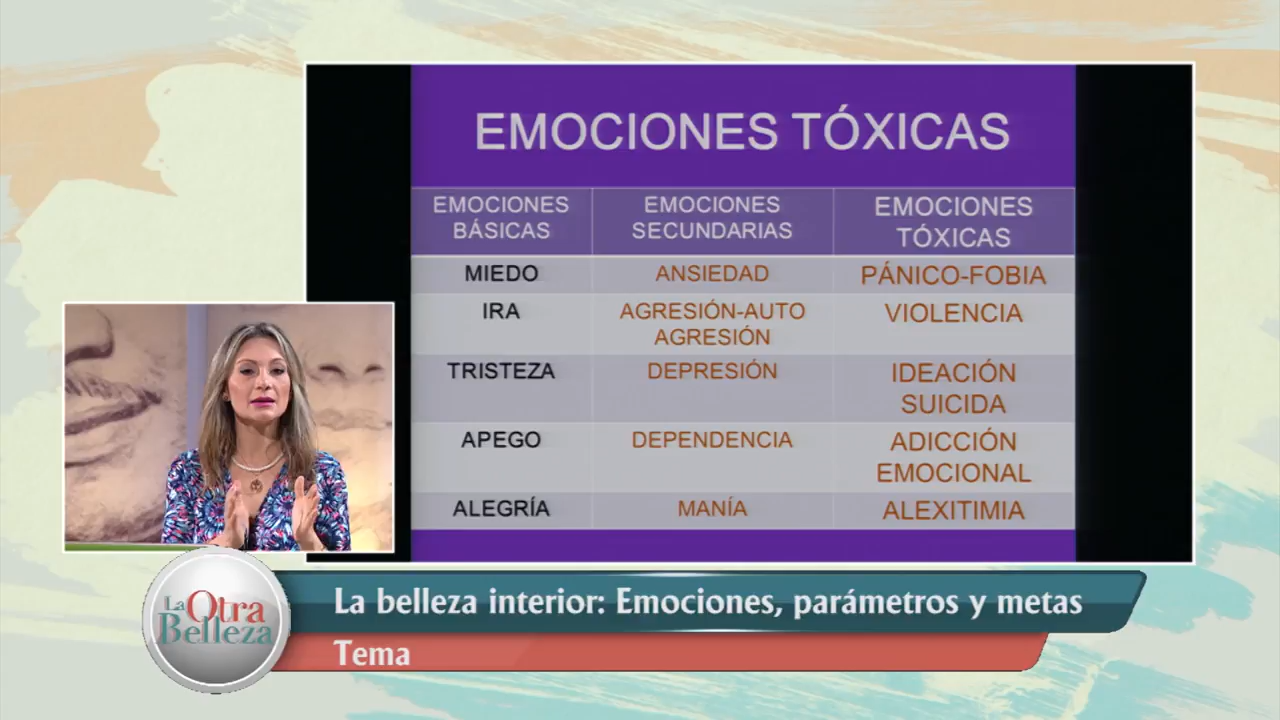 EMOCIONES TÓXICAS
EMOCIONES BÁSICAS
EMOCIONES SECUNDARIAS
EMOCIONES TÓXICAS
MIEDO
ANSIEDAD
PÁNICO-FOBIA
IRA
AGRESIÓN-AUTO
AGRESIÓN
VIOLENCIA
TRISTEZA
DEPRESIÓN
IDEACIÓN
SUICIDA
APEGO
DEPENDENCIA
ADICCIÓN
EMOCIONAL
ALEGRÍA
MANÍA
ALEXITIMIA
La Otra
Belleza
La belleza interior: Emociones, parámetros y metas
Tema